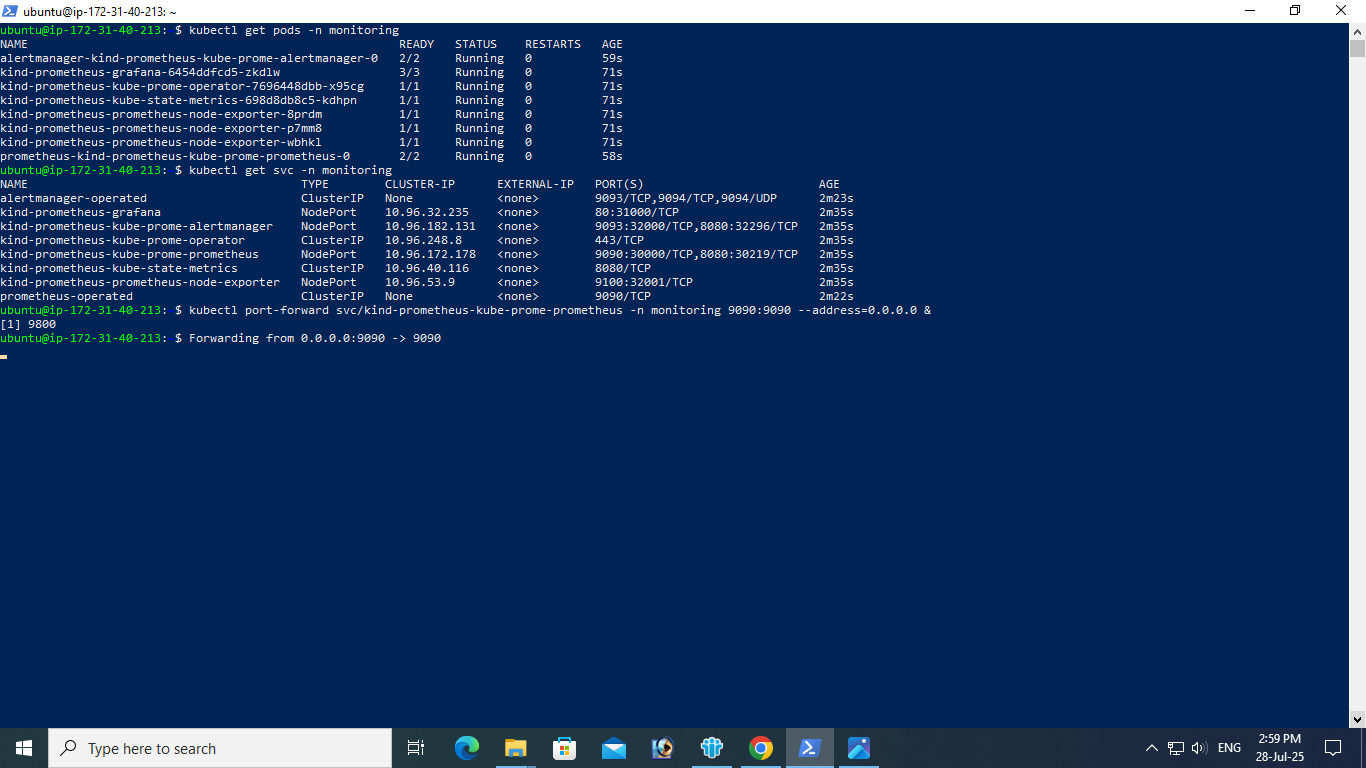 ubuntu@ip-172-31-40-213: ~
ubuntu@ip-172-31-40-213: $ kubectl get pods -n monitoring
NAME READY STATUS RESTARTS AGE
alertmanager-kind-prometheus-kube-prome-alertmanager-0 2/2 Running 0 59s
kind-prometheus-grafana-6454ddfcd5-zkdlw 3/3 Running 0 71s
kind-prometheus-kube-prome-operator-7696448dbb-x95cg 1/1 Running 0 71s
kind-prometheus-kube-state-metrics-698d8db8c5-kdhpn 1/1 Running 0 71s
kind-prometheus-prometheus-node-exporter-8prdm 1/1 Running 0 71s
kind-prometheus-prometheus-node-exporter-p7mm8 1/1 Running 0 71s
kind-prometheus-prometheus-node-exporter-wbhkl 1/1 Running 0 71s
prometheus-kind-prometheus-kube-prome-prometheus-0 2/2 Running 0 58s
ubuntu@ip-172-31-40-213: $ kubectl get svc -n monitoring
NAME TYPE CLUSTER-IP EXTERNAL-IP PORT(S) AGE
alertmanager-operated ClusterIP None <none> 9093/TCP,9094/TCP,9094/UDP 2m23s
kind-prometheus-grafana NodePort 10.96.32.235 <none> 80:31000/TCP 2m35s
kind-prometheus-kube-prome-alertmanager NodePort 10.96.182.131 <none> 9093:32000/TCP,8080:32296/TCP 2m35s
kind-prometheus-kube-prome-operator ClusterIP 10.96.248.8 <none> 443/TCP 2m35s
kind-prometheus-kube-prome-prometheus NodePort 10.96.172.178 <none> 9090:30000/TCP,8080:30219/TCP 2m35s
kind-prometheus-kube-state-metrics ClusterIP 10.96.40.116 <none> 8080/TCP 2m35s
kind-prometheus-prometheus-node-exporter NodePort 10.96.53.9 <none> 9100:32001/TCP 2m35s
prometheus-operated ClusterIP None <none> 9090/TCP 2m22s
ubuntu@ip-172-31-40-213: $ kubectl port-forward svc/kind-prometheus-kube-prome-prometheus -n monitoring 9090:9090 --address=0.0.0.0 &
[1] 9800
ubuntu@ip-172-31-40-213: $ Forwarding from 0.0.0.0:9090 -> 9090
Type here to search
ENG
2:59 PM
28-Jul-25